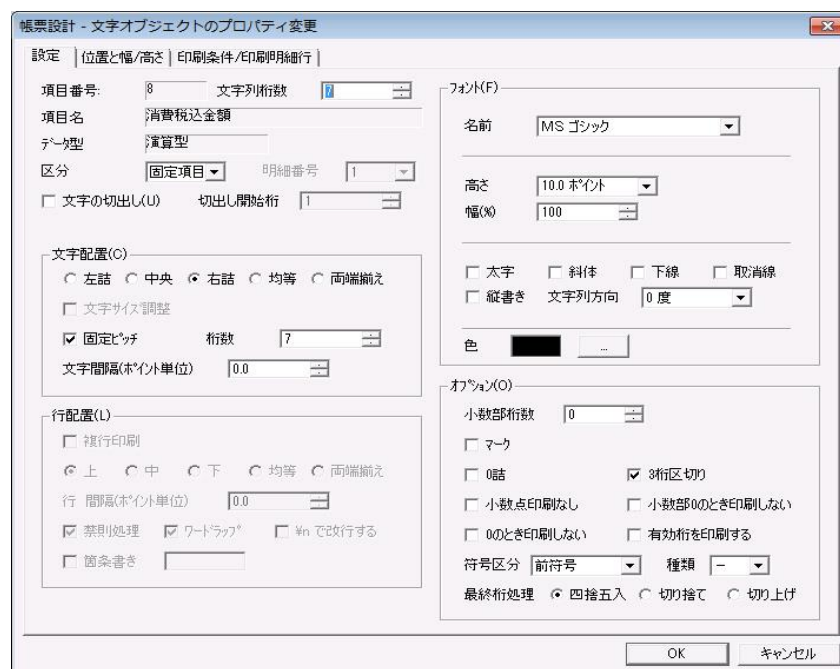 帳票設計 - 文字オブジェクトのプロパティ変更
設定 位置と幅/高さ 印刷条件/印刷明細行
項目番号: 8 文字列桁数 7
項目名 消費税込金額
データ型 演算型
区分 固定項目 明細番号 1
文字の切出し(U) 切出し開始桁 1
文字配置(C)
左詰 中央 右詰 均等 両端揃え
文字サイズ調整
固定ピッチ 桁数 7
文字間隔(ポイント単位) 0.0
行配置(L)
複行印刷
上 中 下 均等 両端揃え
行 間隔(ポイント単位) 0.0
禁則処理 ワードラップ ¥n で改行する
箇条書き
フォント(F)
名前 MS ゴシック
高さ 10.0 ポイント
幅(%) 100
太字 斜体 下線 取消線
縦書き 文字列方向 0 度
色 ...
オプション(O)
小数部桁数 0
マーク
0詰 3桁区切り
小数点印刷なし 小数部0のとき印刷しない
0のとき印刷しない 有効桁を印刷する
符号区分 前符号 種類 −
最終桁処理 四捨五入 切り捨て 切り上げ
OK キャンセル